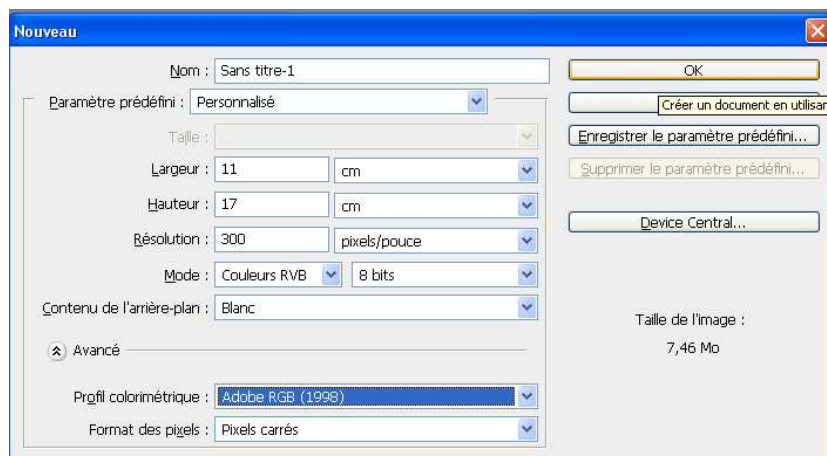 Nouveau
Nom : Sans titre-1
OK
Paramètre prédéfini : Personnalisé
Créer un document en utilisar
Taille :
Enregistrer le paramètre prédéfini...
Largeur : 11 cm
Supprimer le paramètre prédéfini...
Hauteur : 17 cm
Résolution : 300 pixels/pouce
Device Central...
Mode : Couleurs RVB 8 bits
Contenu de l'arrière-plan : Blanc
Taille de l'image :
7,46 Mo
Avancé
Profil colorimétrique : Adobe RGB (1998)
Format des pixels : Pixels carrés